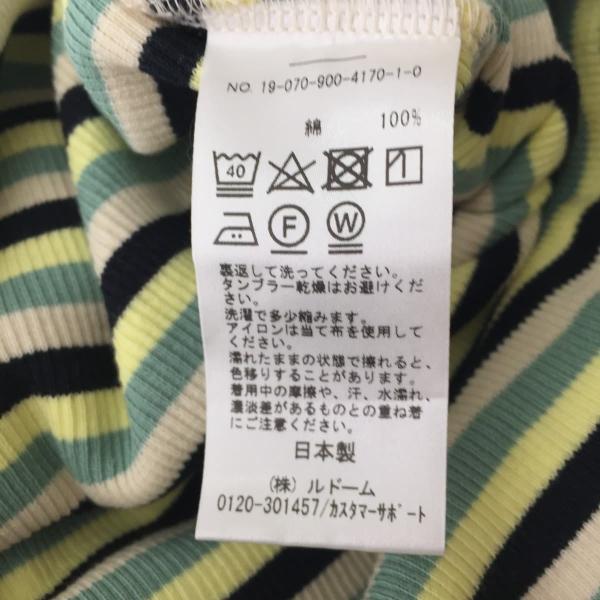 NO. 19-070-900-4170-1-0
綿 100%
40
F W
裏返して洗ってください。
タンブラー乾燥はお避けくだ
さい。
洗濯で多少縮みます。
アイロンは当て布を使用して
ください。
濡れたままの状態で擦れると、
色移りすることがあります。
着用中の摩擦や、汗、水濡れ、
濃淡差があるものとの重ね着
にご注意ください。
日本製
(株) ルドーム
0120-301457/カスタマーサポート